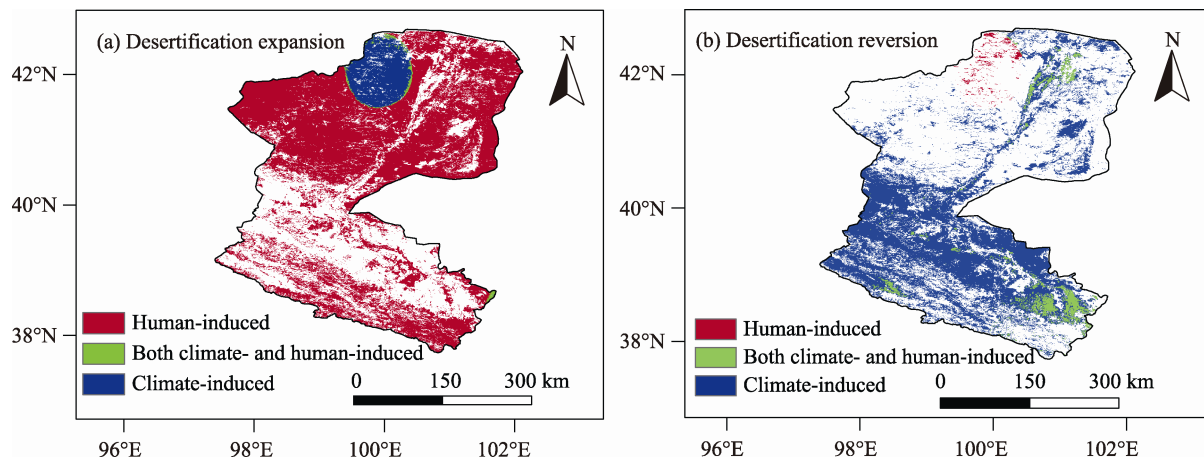 (a) Desertification expansion
N
42°N
40°N
38°N
Human-induced
Both climate- and human-induced
Climate-induced
0 150 300 km
96°E 98°E 100°E 102°E
(b) Desertification reversion
N
42°N
40°N
38°N
Human-induced
Both climate- and human-induced
Climate-induced
0 150 300 km
96°E 98°E 100°E 102°E